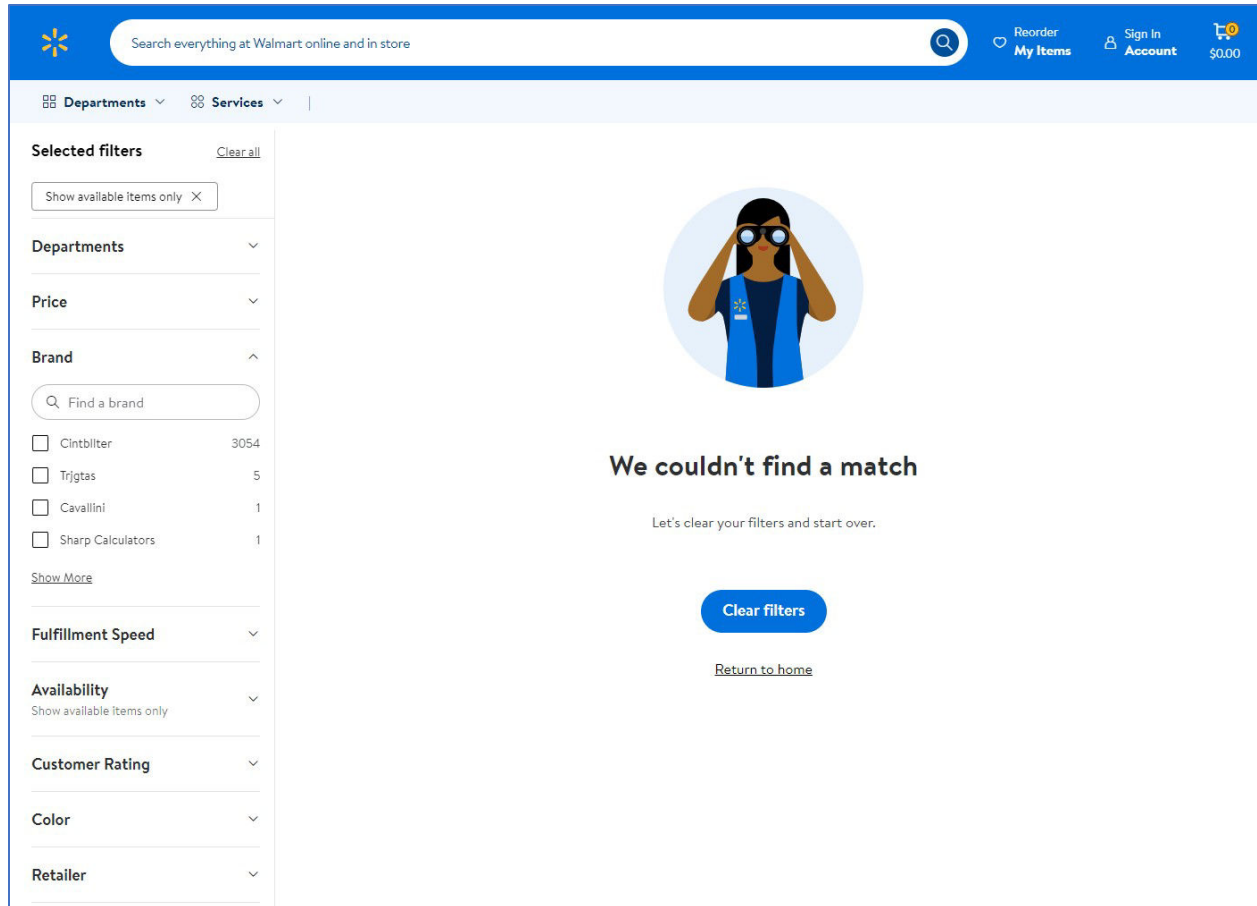 Search everything at Walmart online and in store
Reorder
My Items
Sign In
Account
0
$0.00
Departments
Services
Selected filters
Clear all
Show available items only
Departments
Price
Brand
Find a brand
Cintbllter 3054
Trjgtas 5
Cavallini 1
Sharp Calculators 1
Show More
Fulfillment Speed
Availability
Show available items only
Customer Rating
Color
Retailer
We couldn't find a match
Let's clear your filters and start over.
Clear filters
Return to home